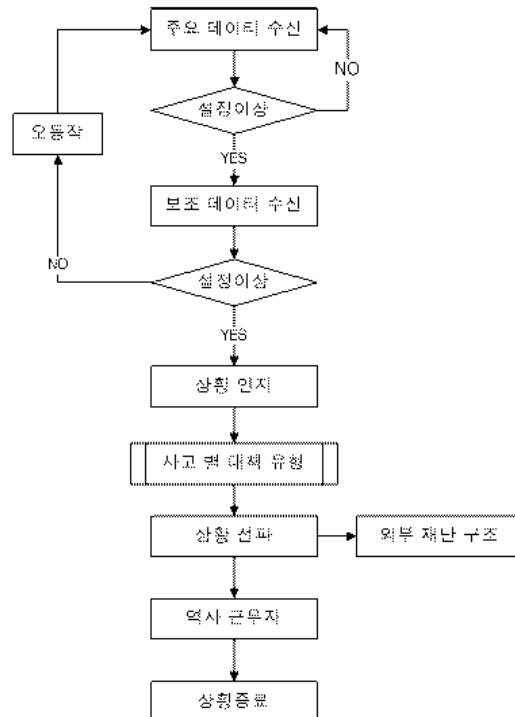 주요 데이터 수신
NO
설정이상
오동작
YES
보조 데이터 수신
NO
설정이상
YES
상황 인지
사고 별 대책 유형
상황 전파
외부 재난 구조
역사 근무자
상황종료